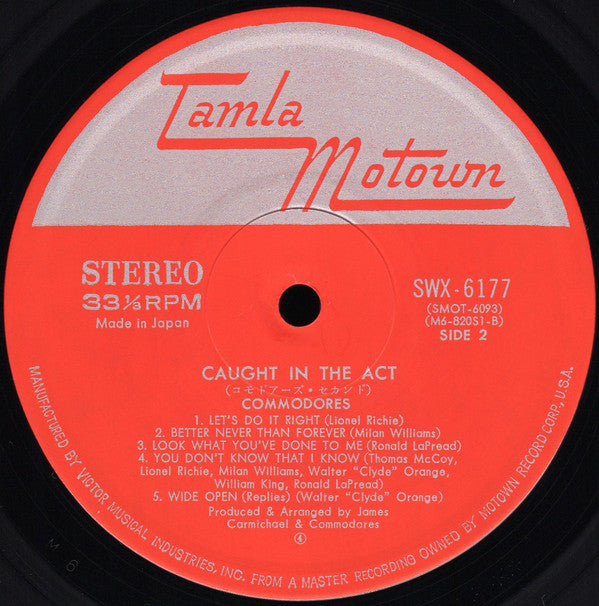 Tamla
Motown
STEREO
33⅓RPM
Made in Japan
SWX-6177
(SMOT-6093)
(M6-820S1-B)
SIDE 2
CAUGHT IN THE ACT
(コモドアーズ・セカンド)
COMMODORES
1. LET'S DO IT RIGHT (Lionel Richie)
2. BETTER NEVER THAN FOREVER (Milan Williams)
3. LOOK WHAT YOU'VE DONE TO ME (Ronald LaPread)
4. YOU DON'T KNOW THAT I KNOW (Thomas McCoy,
Lionel Richie, Milan Williams, Walter "Clyde" Orange,
William King, Ronald LaPread)
5. WIDE OPEN (Replies) (Walter "Clyde" Orange)
Produced & Arranged by James
Carmichael & Commodores
④
MANUFACTURED BY VICTOR MUSICAL INDUSTRIES, INC. FROM A MASTER RECORDING OWNED BY MOTOWN RECORD CORP, U.S.A.
M 6